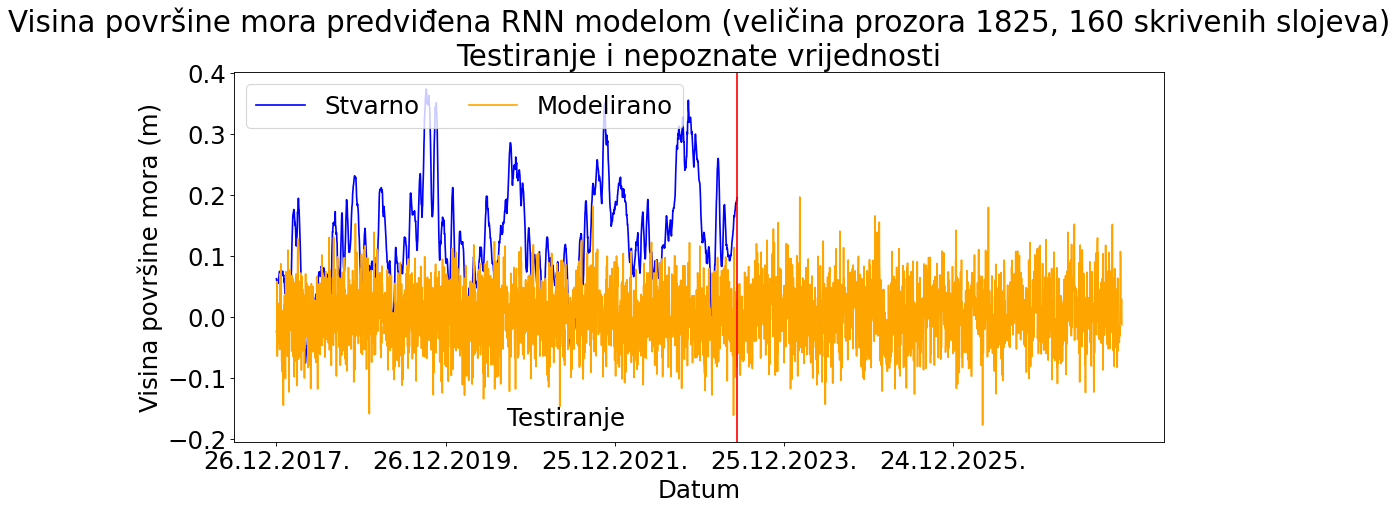 Visina površine mora predviđena RNN modelom (veličina prozora 1825, 160 skrivenih slojeva)
Testiranje i nepoznate vrijednosti
Stvarno Modelirano
Visina površine mora (m)
0.4
0.3
0.2
0.1
0.0
−0.1
−0.2
Testiranje
26.12.2017. 26.12.2019. 25.12.2021. 25.12.2023. 24.12.2025.
Datum